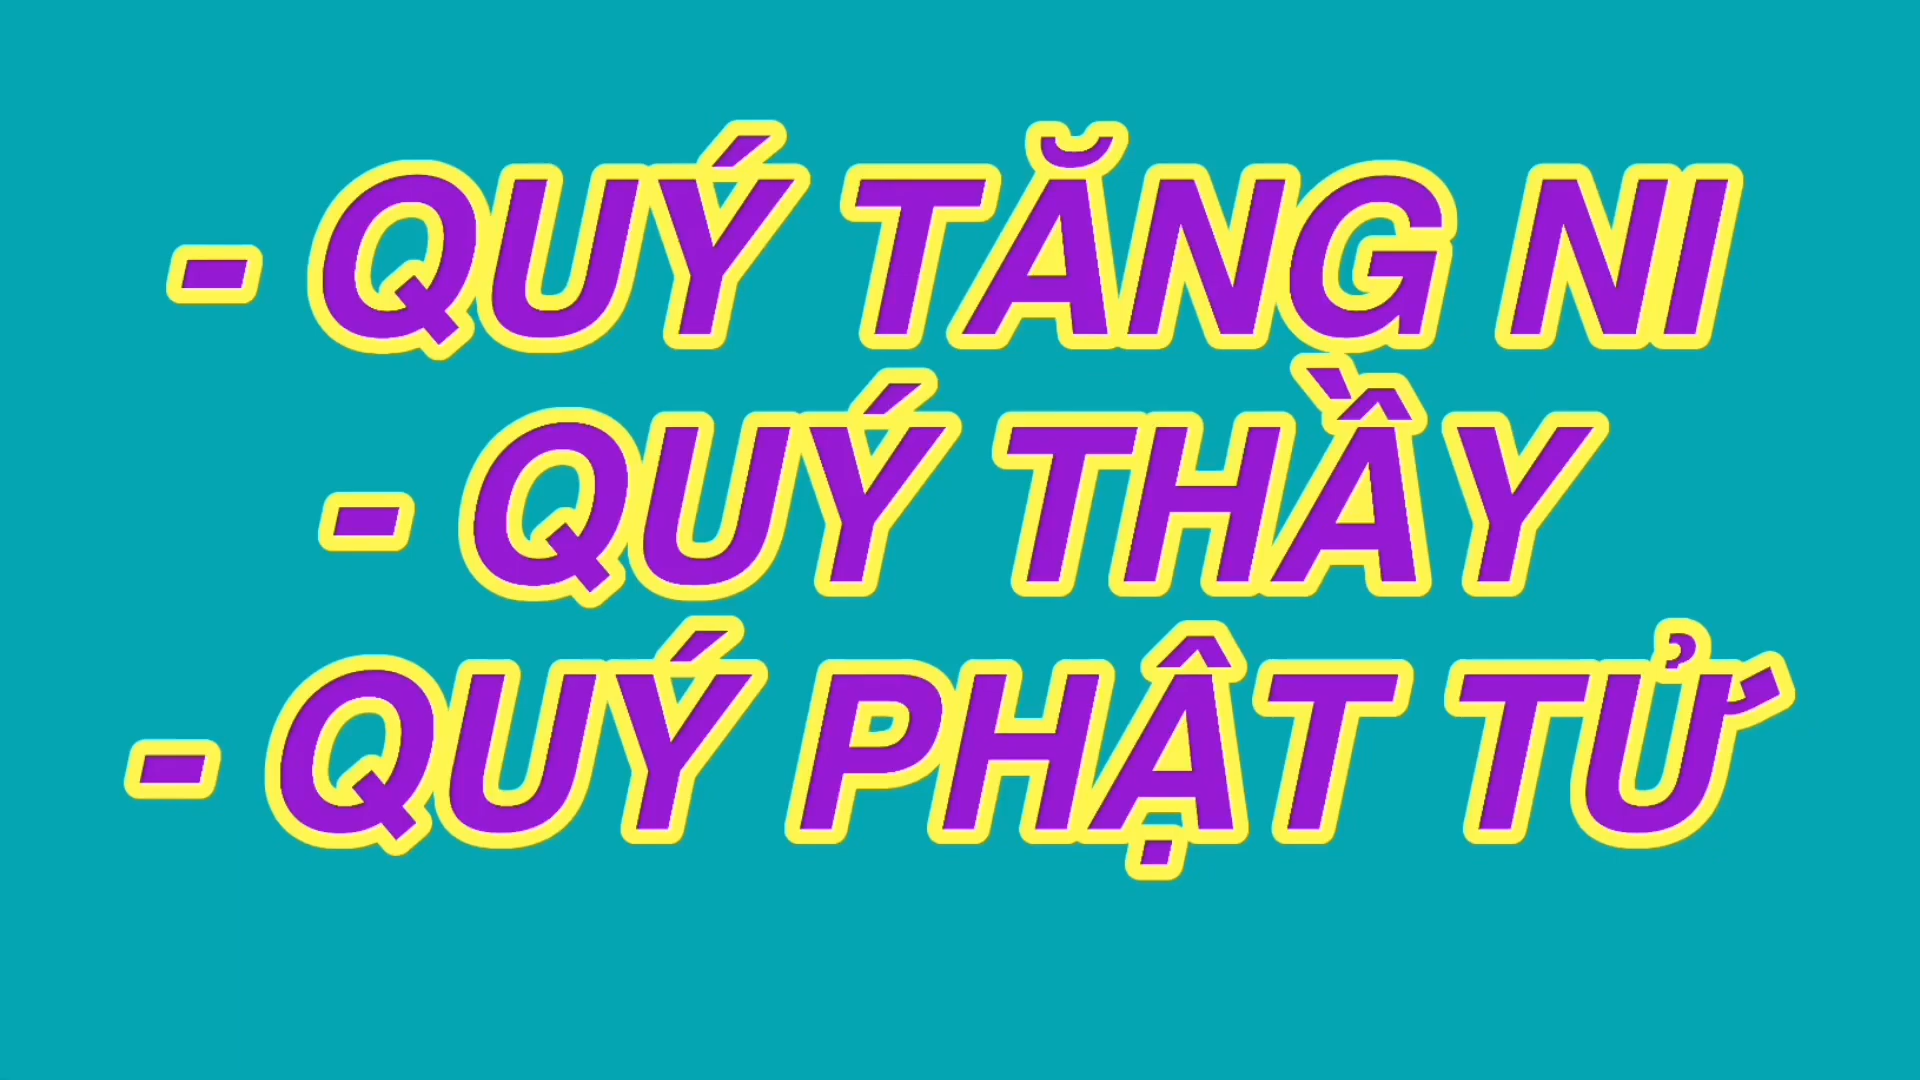 - QUÝ TĂNG NI
- QUÝ THẦY
- QUÝ PHẬT TỬ